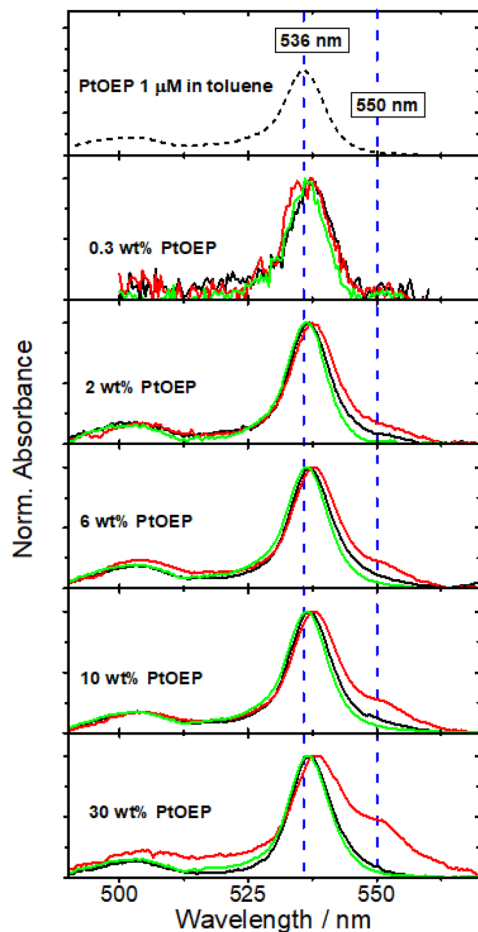 536 nm
PtOEP 1 μM in toluene
550 nm
0.3 wt% PtOEP
2 wt% PtOEP
6 wt% PtOEP
10 wt% PtOEP
30 wt% PtOEP
Norm. Absorbance
500 525 550
Wavelength / nm